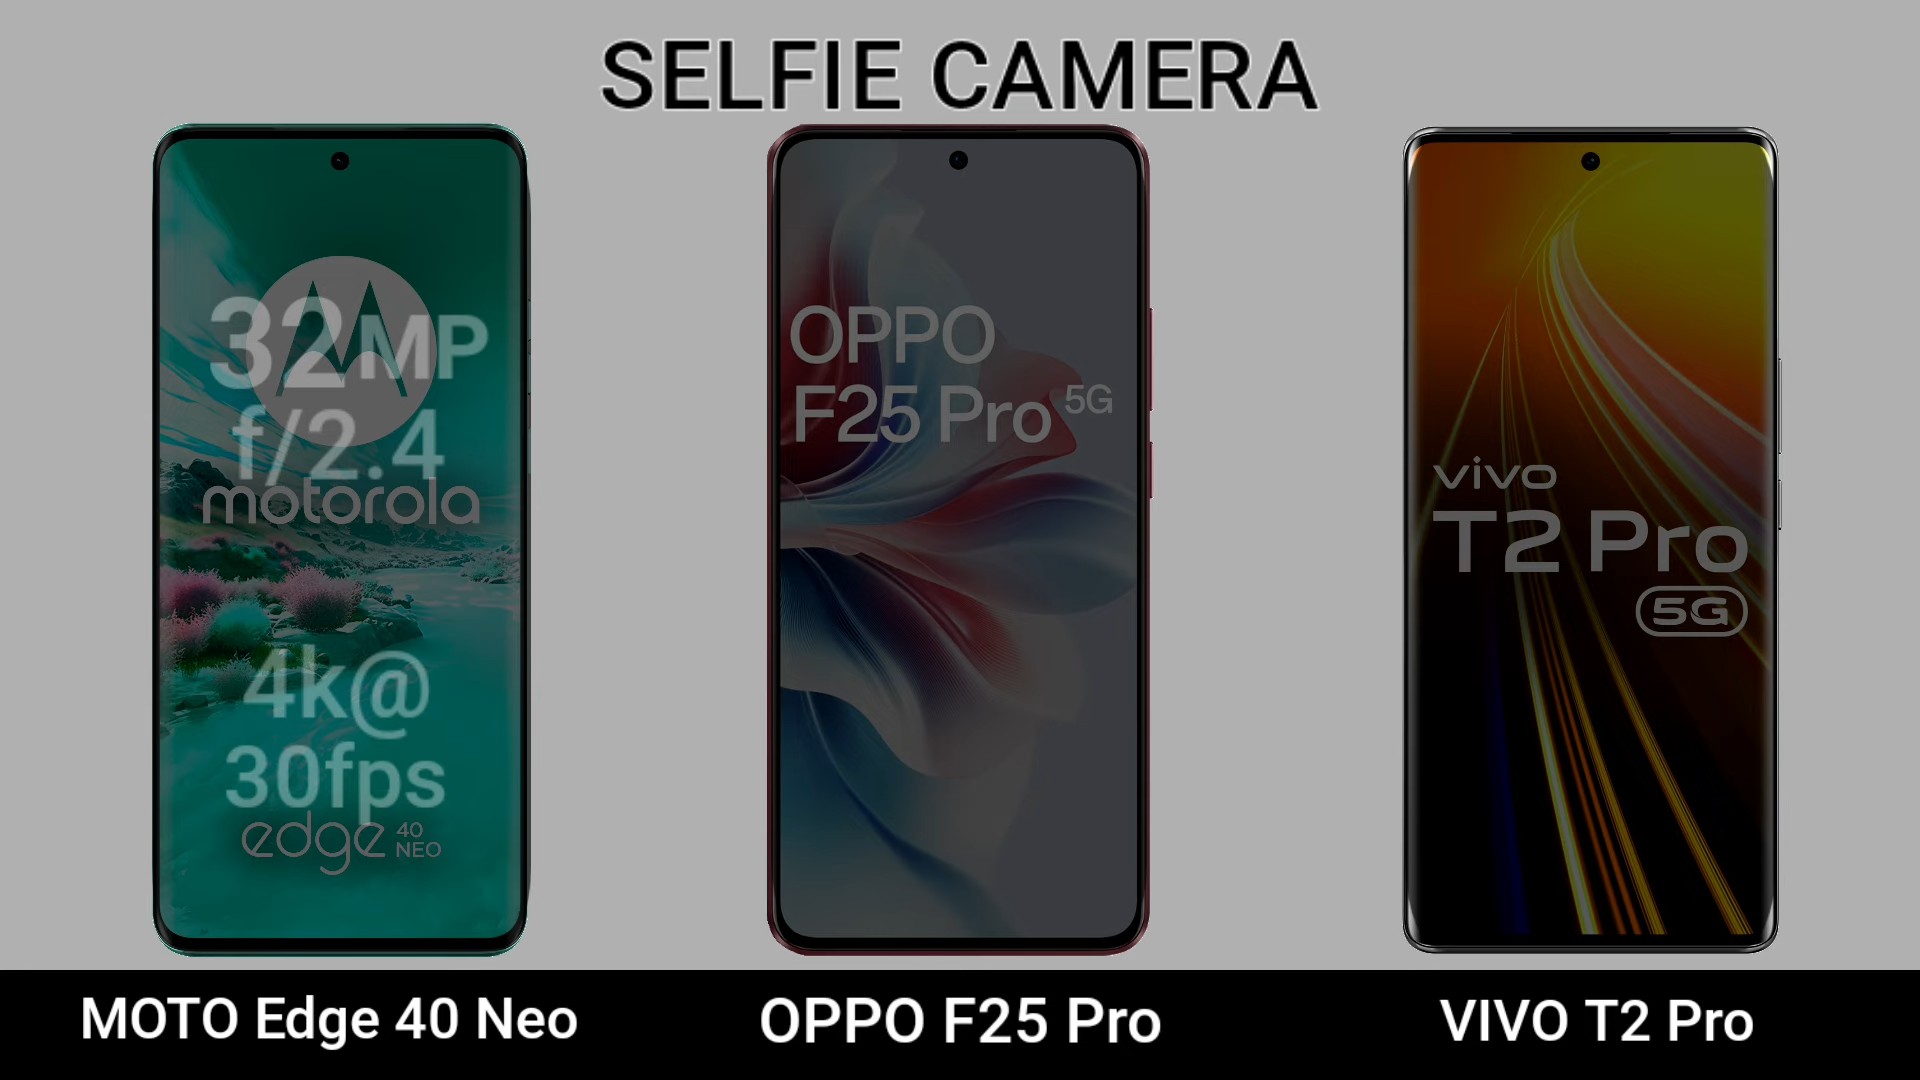 SELFIE CAMERA
32MP
f/2.4
motorola
4k@
30fps
edge 40
NEO
OPPO
F25 Pro 5G
vivo
T2 Pro
5G
MOTO Edge 40 Neo
OPPO F25 Pro
VIVO T2 Pro